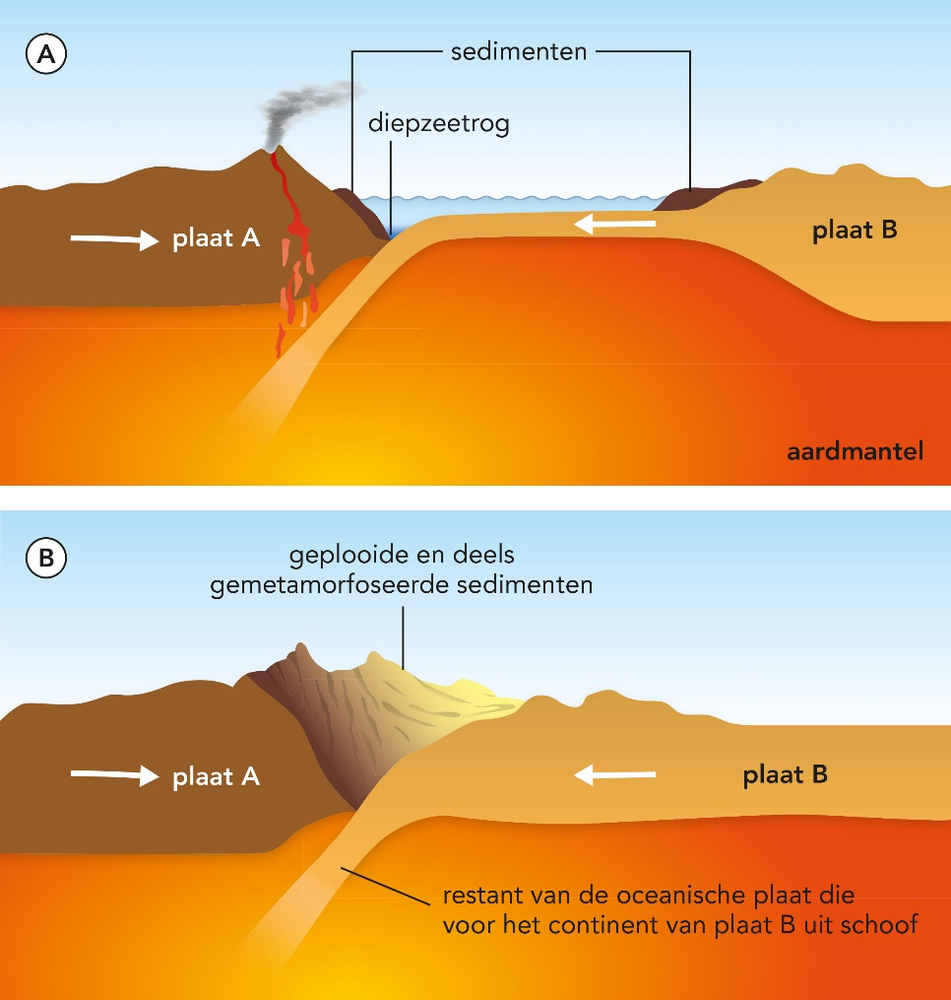 A
sedimenten
diepzeetrog
plaat A
plaat B
aardmantel
B
geplooide en deels
gemetamorfoseerde sedimenten
plaat A
plaat B
restant van de oceanische plaat die
voor het continent van plaat B uit schoof